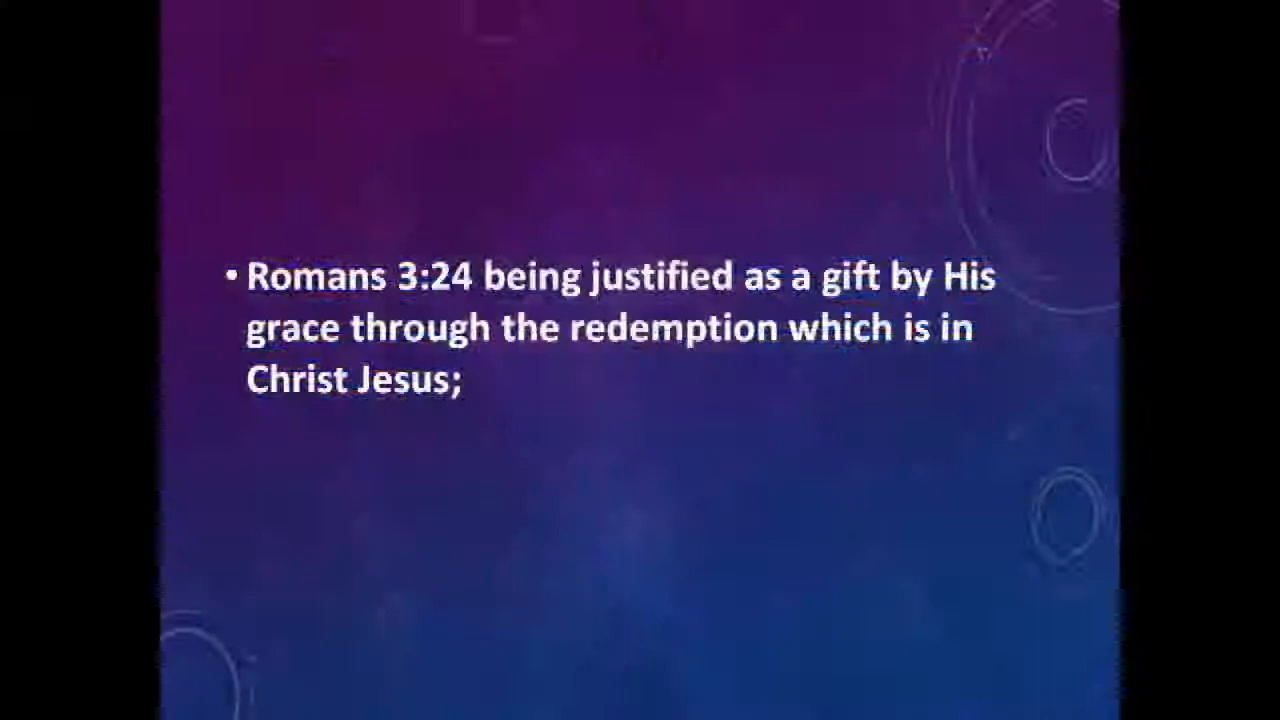 • Romans 3:24 being justified as a gift by His
grace through the redemption which is in
Christ Jesus;